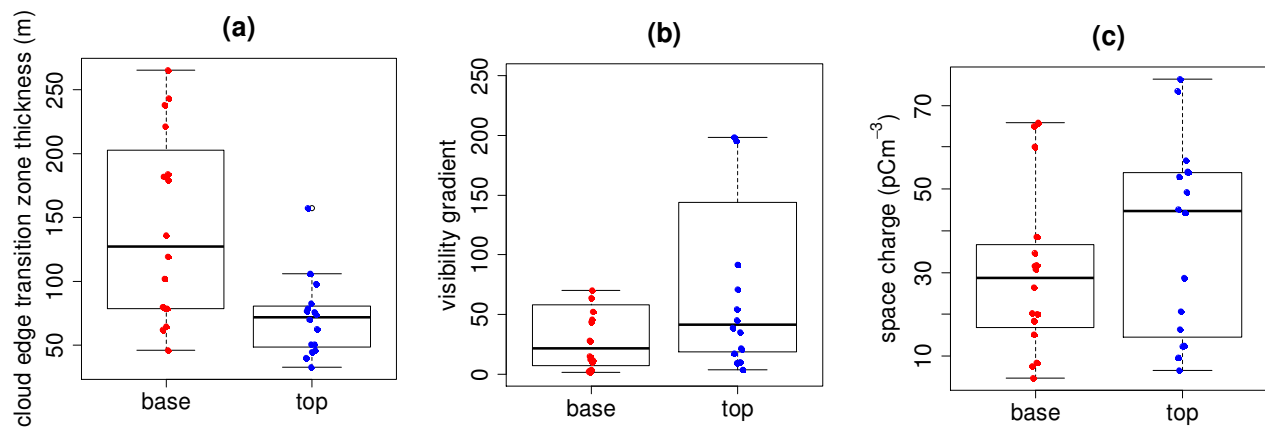 (a)
cloud edge transition zone thickness (m)
250
200
150
100
50
base
top
(b)
visibility gradient
250
200
150
100
50
0
base
top
(c)
space charge (pCm⁻³)
70
50
30
10
base
top